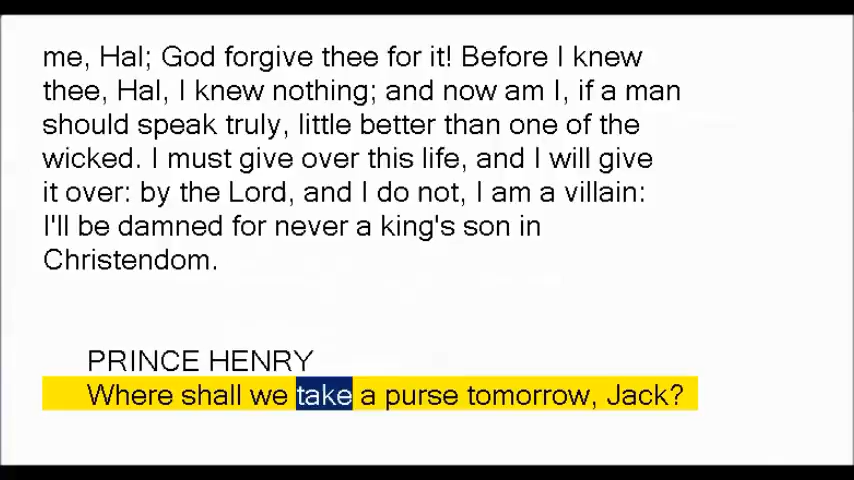 me, Hal; God forgive thee for it! Before I knew
thee, Hal, I knew nothing; and now am I, if a man
should speak truly, little better than one of the
wicked. I must give over this life, and I will give
it over: by the Lord, and I do not, I am a villain:
I'll be damned for never a king's son in
Christendom.
PRINCE HENRY
Where shall we take a purse tomorrow, Jack?